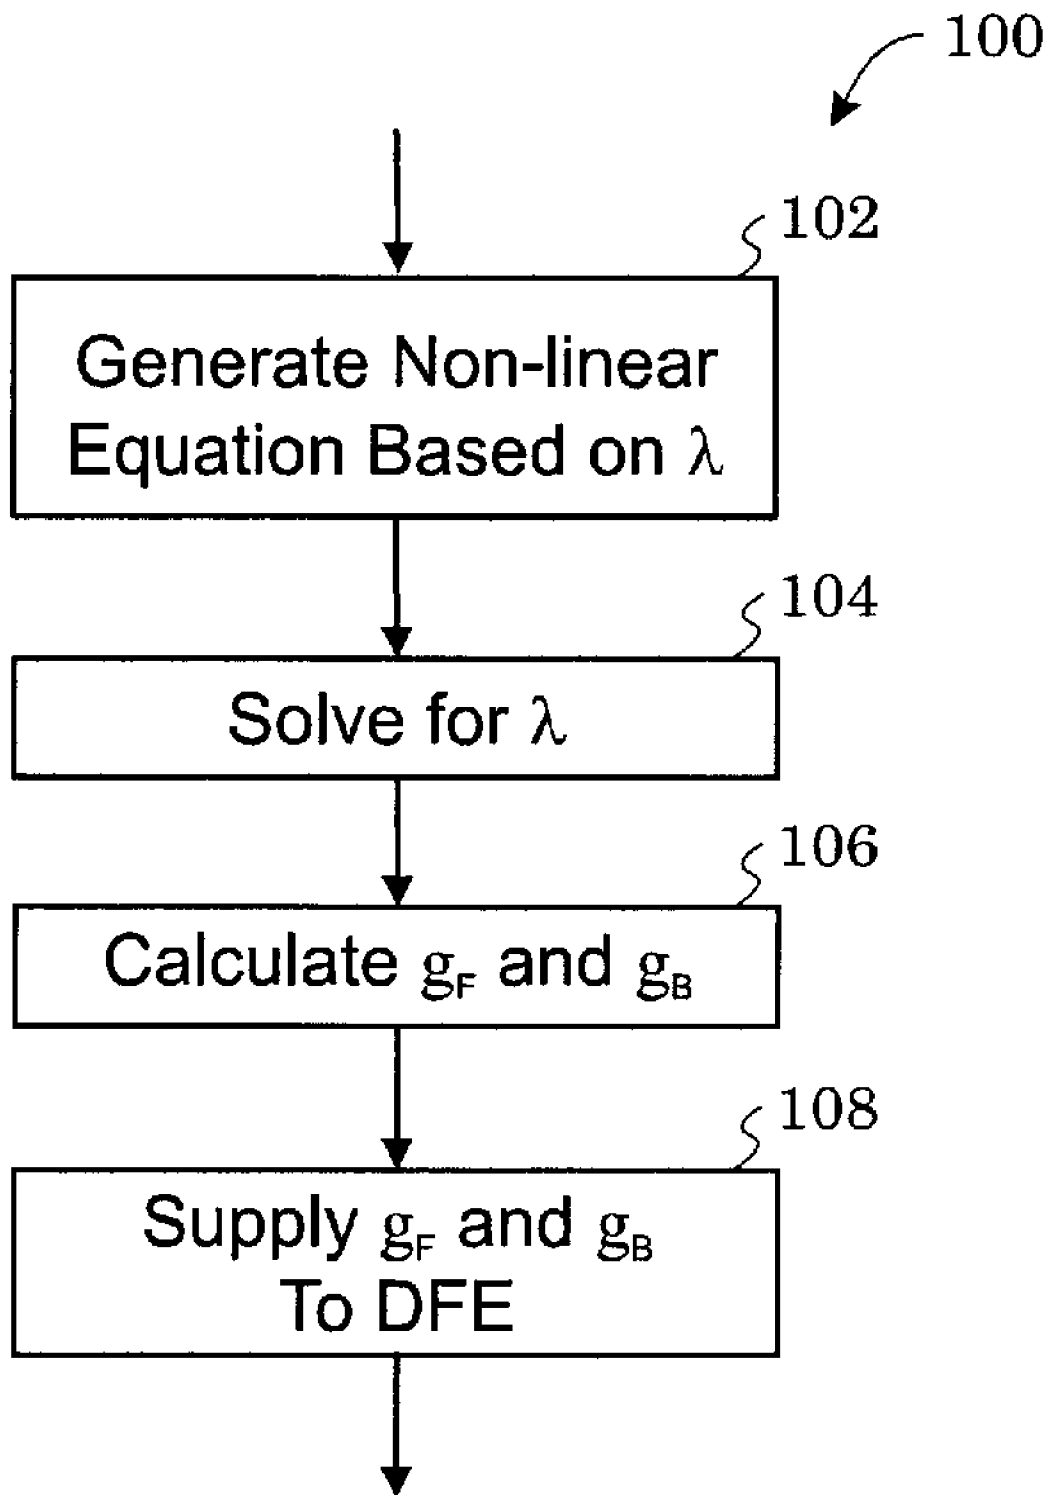 100
102
Generate Non-linear
Equation Based on λ
104
Solve for λ
106
Calculate gF and gB
108
Supply gF and gB
To DFE